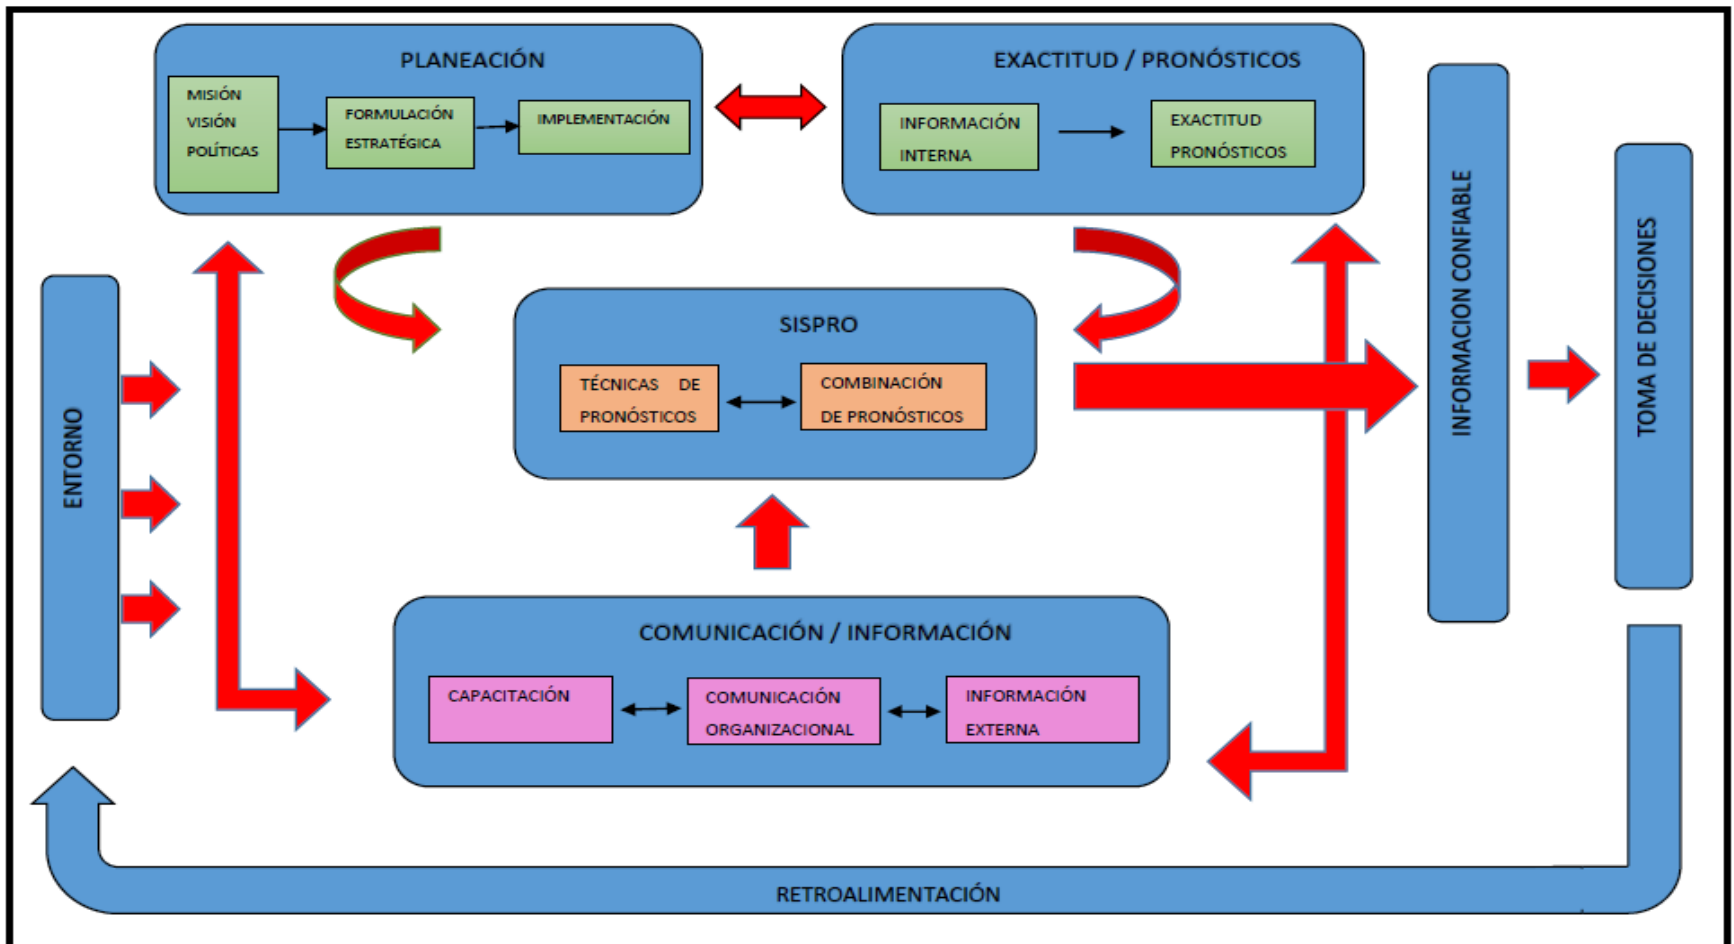 PLANEACIÓN
MISIÓN
VISIÓN
POLÍTICAS
FORMULACIÓN
ESTRATÉGICA
IMPLEMENTACIÓN
EXACTITUD / PRONÓSTICOS
INFORMACIÓN
INTERNA
EXACTITUD
PRONÓSTICOS
ENTORNO
SISPRO
TÉCNICAS DE
PRONÓSTICOS
COMBINACIÓN
DE PRONÓSTICOS
COMUNICACIÓN / INFORMACIÓN
CAPACITACIÓN
COMUNICACIÓN
ORGANIZACIONAL
INFORMACIÓN
EXTERNA
INFORMACION CONFIABLE
TOMA DE DECISIONES
RETROALIMENTACIÓN